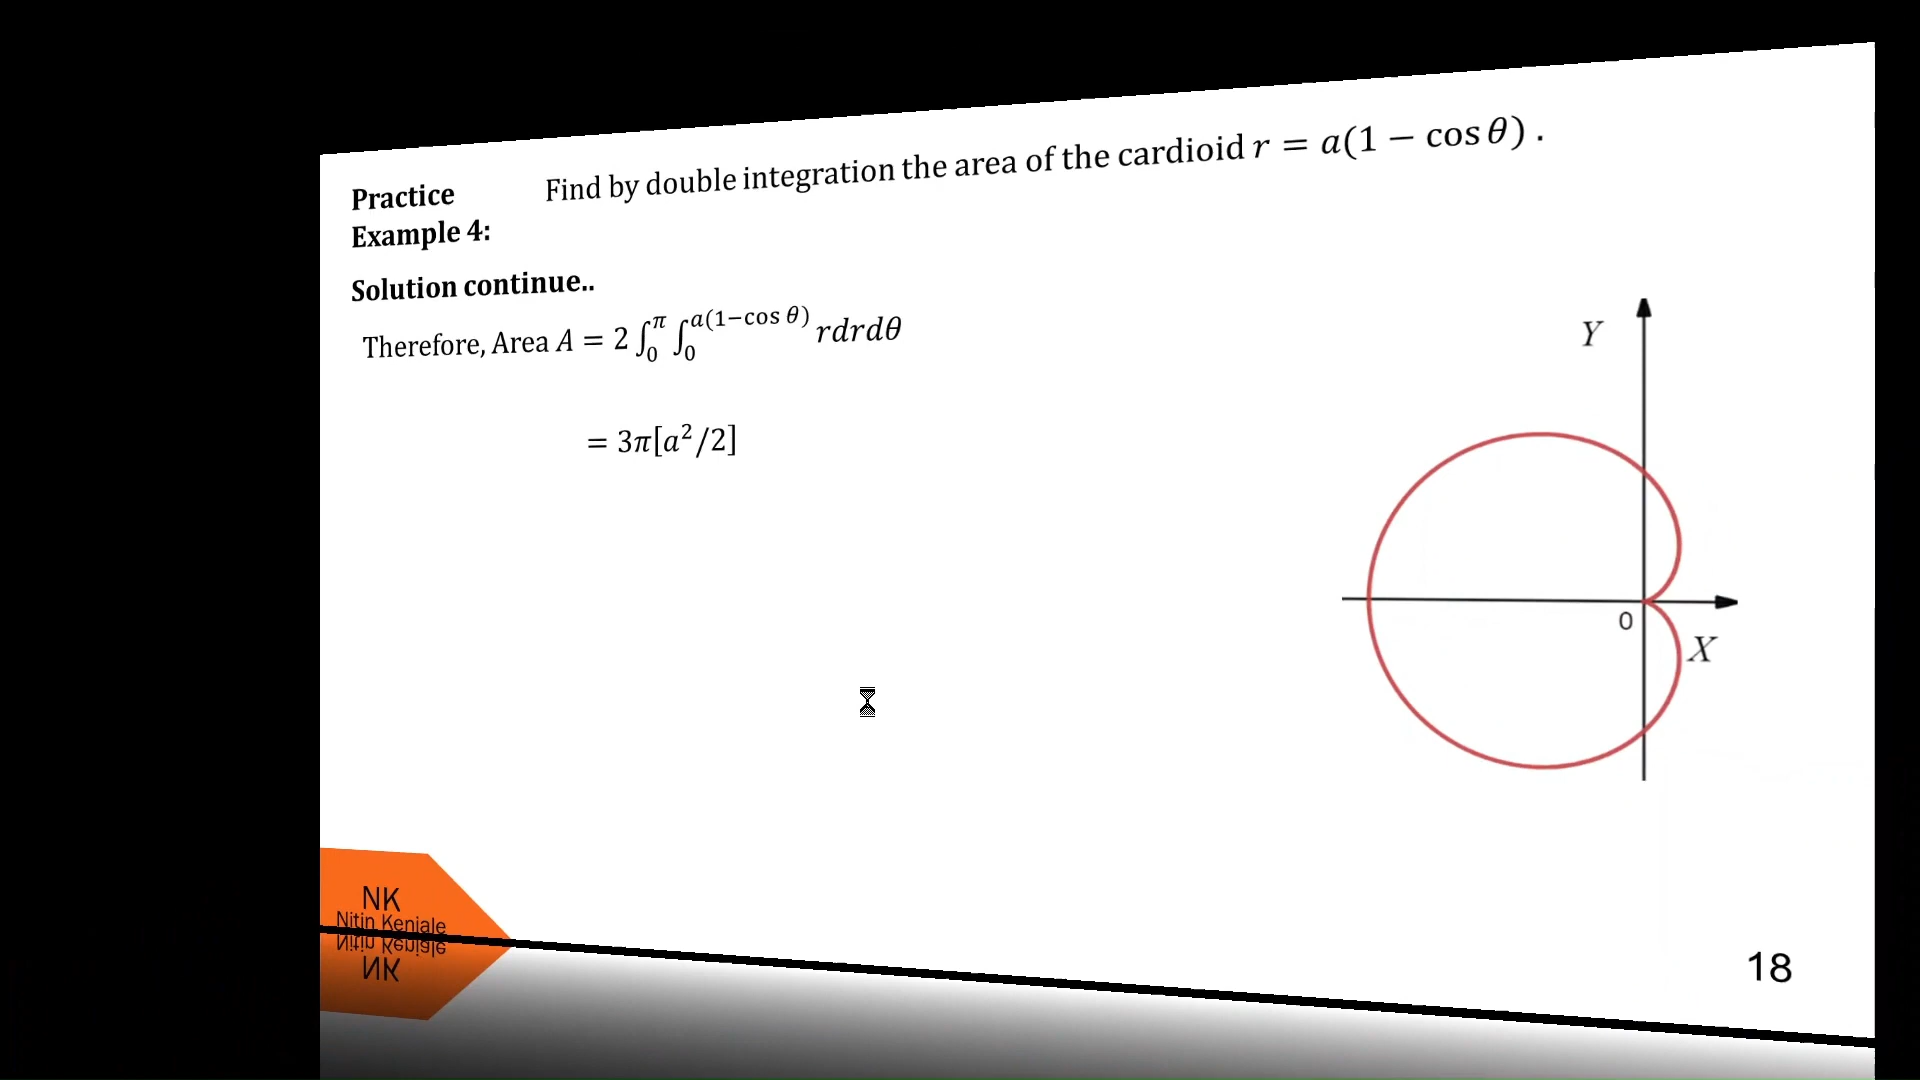 Find by double integration the area of the cardioid r = a(1 − cos θ) .
Practice
Example 4:
Solution continue..
Therefore, Area A = 2 ∫₀^π ∫₀^{a(1−cos θ)} rdrdθ
= 3π[a²/2]
Y
0
X
NK
Nitin Kenjale
18